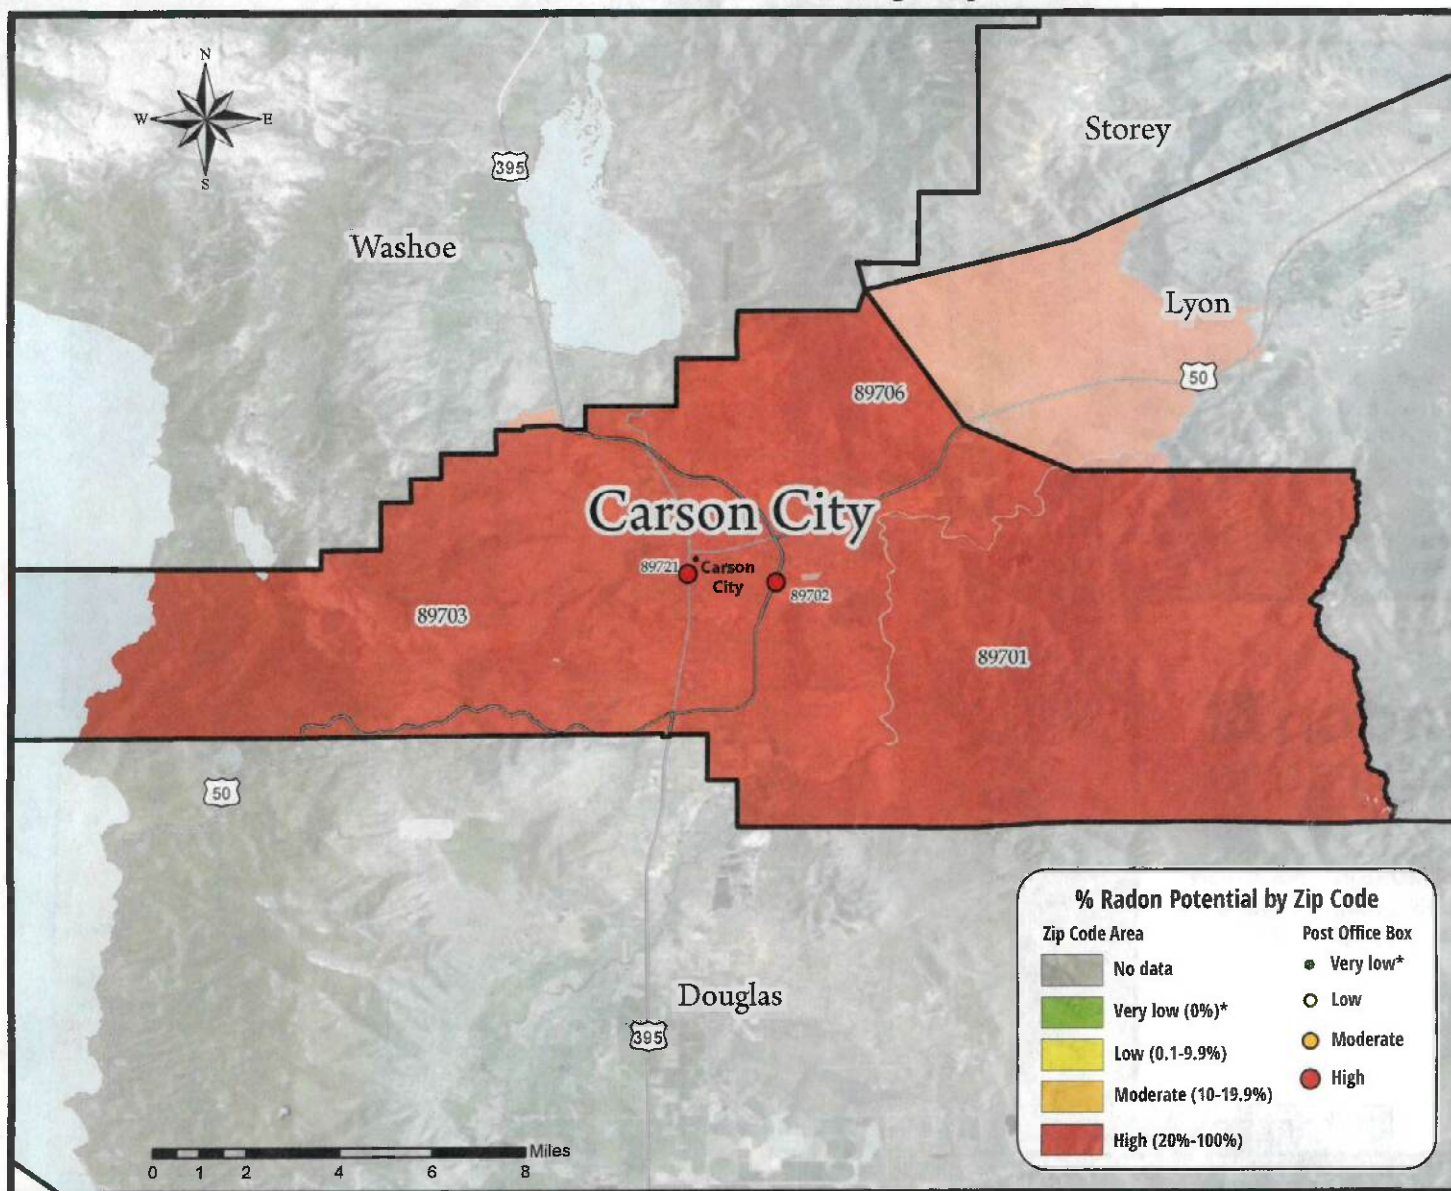 N
W
E
S
395
Storey
Washoe
Lyon
50
89706
Carson City
89721
Carson
City
89702
89703
89701
50
Douglas
395
% Radon Potential by Zip Code
Zip Code Area
No data
Very low (0%)*
Low (0.1-9.9%)
Moderate (10-19.9%)
High (20%-100%)
Post Office Box
Very low*
Low
Moderate
High
Miles
0 1 2 4 6 8